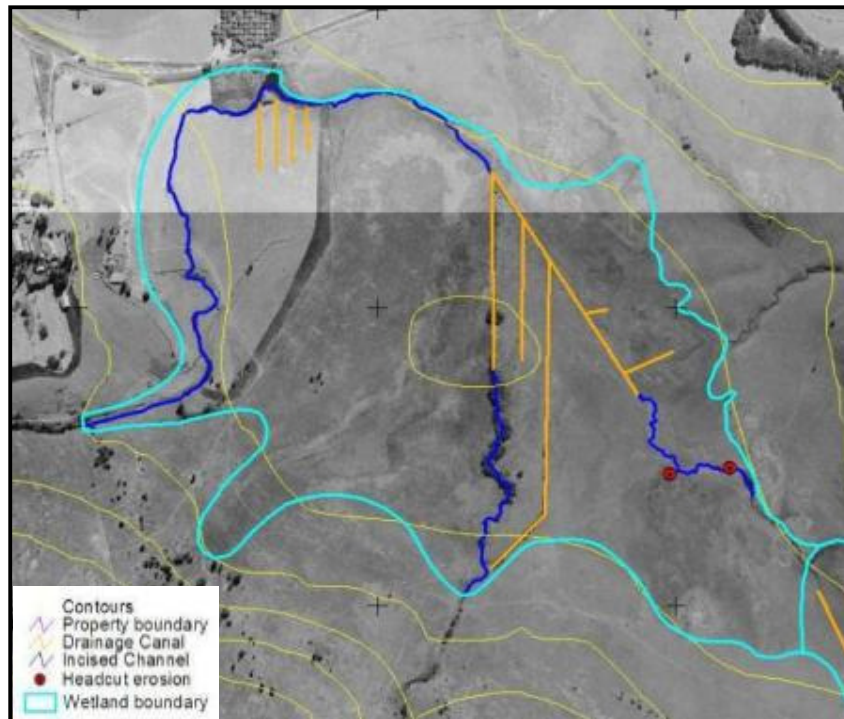 Contours
Property boundary
Drainage Canal
Incised Channel
Headcut erosion
Wetland boundary